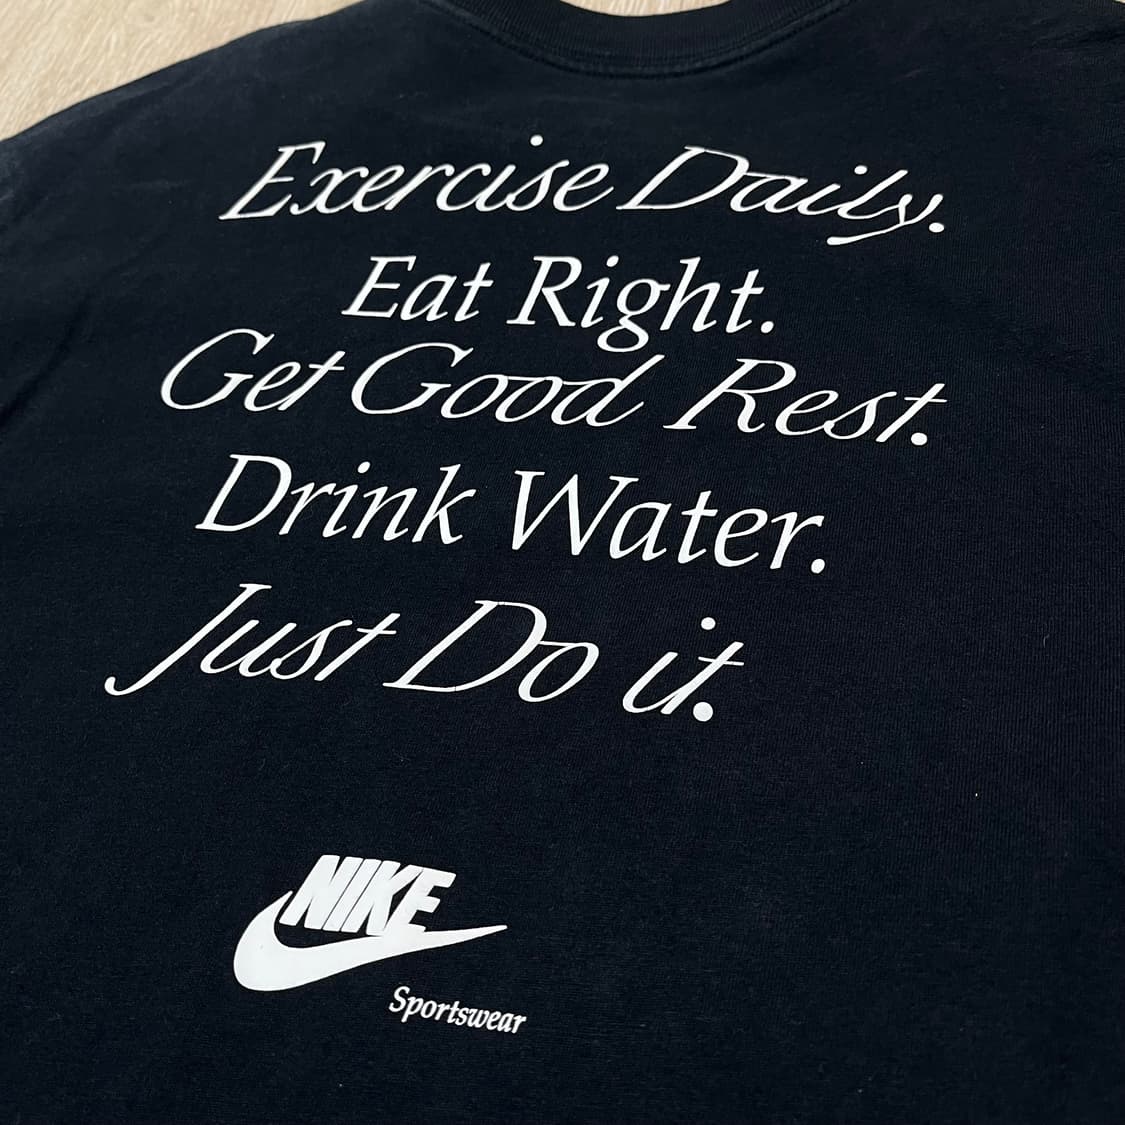 Exercise Daily.
Eat Right.
Get Good Rest.
Drink Water.
Just Do it.
NIKE
Sportswear